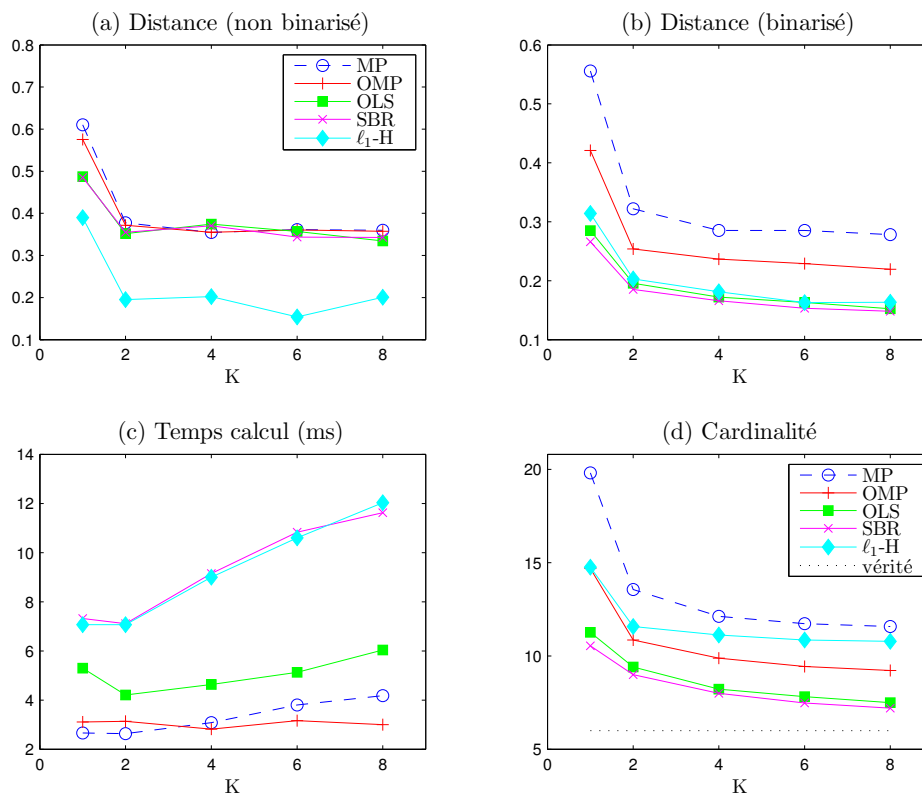 (a) Distance (non binarisé)
0.8
0.7
0.6
0.5
0.4
0.3
0.2
0.1
0 2 4 6 8
K
MP
OMP
OLS
SBR
ℓ₁-H
(b) Distance (binarisé)
0.6
0.5
0.4
0.3
0.2
0.1
0 2 4 6 8
K
(c) Temps calcul (ms)
14
12
10
8
6
4
2
0 2 4 6 8
K
(d) Cardinalité
20
15
10
5
0 2 4 6 8
K
MP
OMP
OLS
SBR
ℓ₁-H
vérité